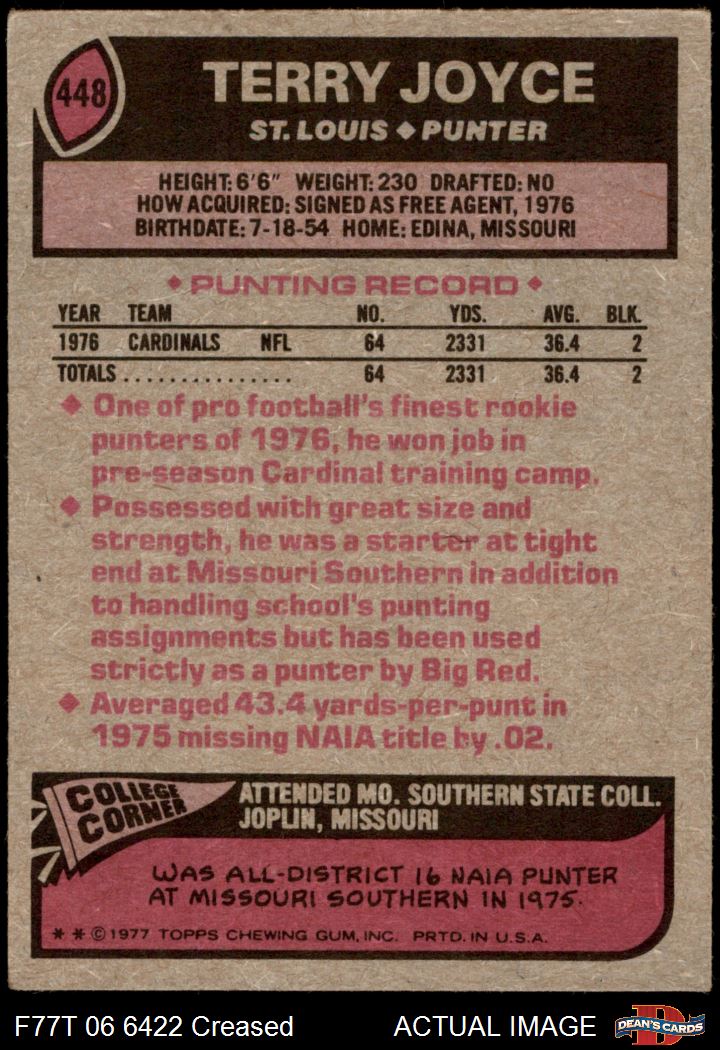 448
TERRY JOYCE
ST. LOUIS ◆ PUNTER
HEIGHT: 6'6" WEIGHT: 230 DRAFTED: NO
HOW ACQUIRED: SIGNED AS FREE AGENT, 1976
BIRTHDATE: 7-18-54 HOME: EDINA, MISSOURI
◆ PUNTING RECORD ◆
YEAR TEAM NO. YDS. AVG. BLK.
1976 CARDINALS NFL 64 2331 36.4 2
TOTALS ............... 64 2331 36.4 2
◆ One of pro football's finest rookie
punters of 1976, he won job in
pre-season Cardinal training camp.
◆ Possessed with great size and
strength, he was a starter at tight
end at Missouri Southern in addition
to handling school's punting
assignments but has been used
strictly as a punter by Big Red.
◆ Averaged 43.4 yards-per-punt in
1975 missing NAIA title by .02.
COLLEGE
CORNER
ATTENDED MO. SOUTHERN STATE COLL.
JOPLIN, MISSOURI
WAS ALL-DISTRICT 16 NAIA PUNTER
AT MISSOURI SOUTHERN IN 1975.
* * © 1977 TOPPS CHEWING GUM, INC. PRTD. IN U.S.A.
F77T 06 6422 Creased ACTUAL IMAGE
D
DEAN'S CARDS